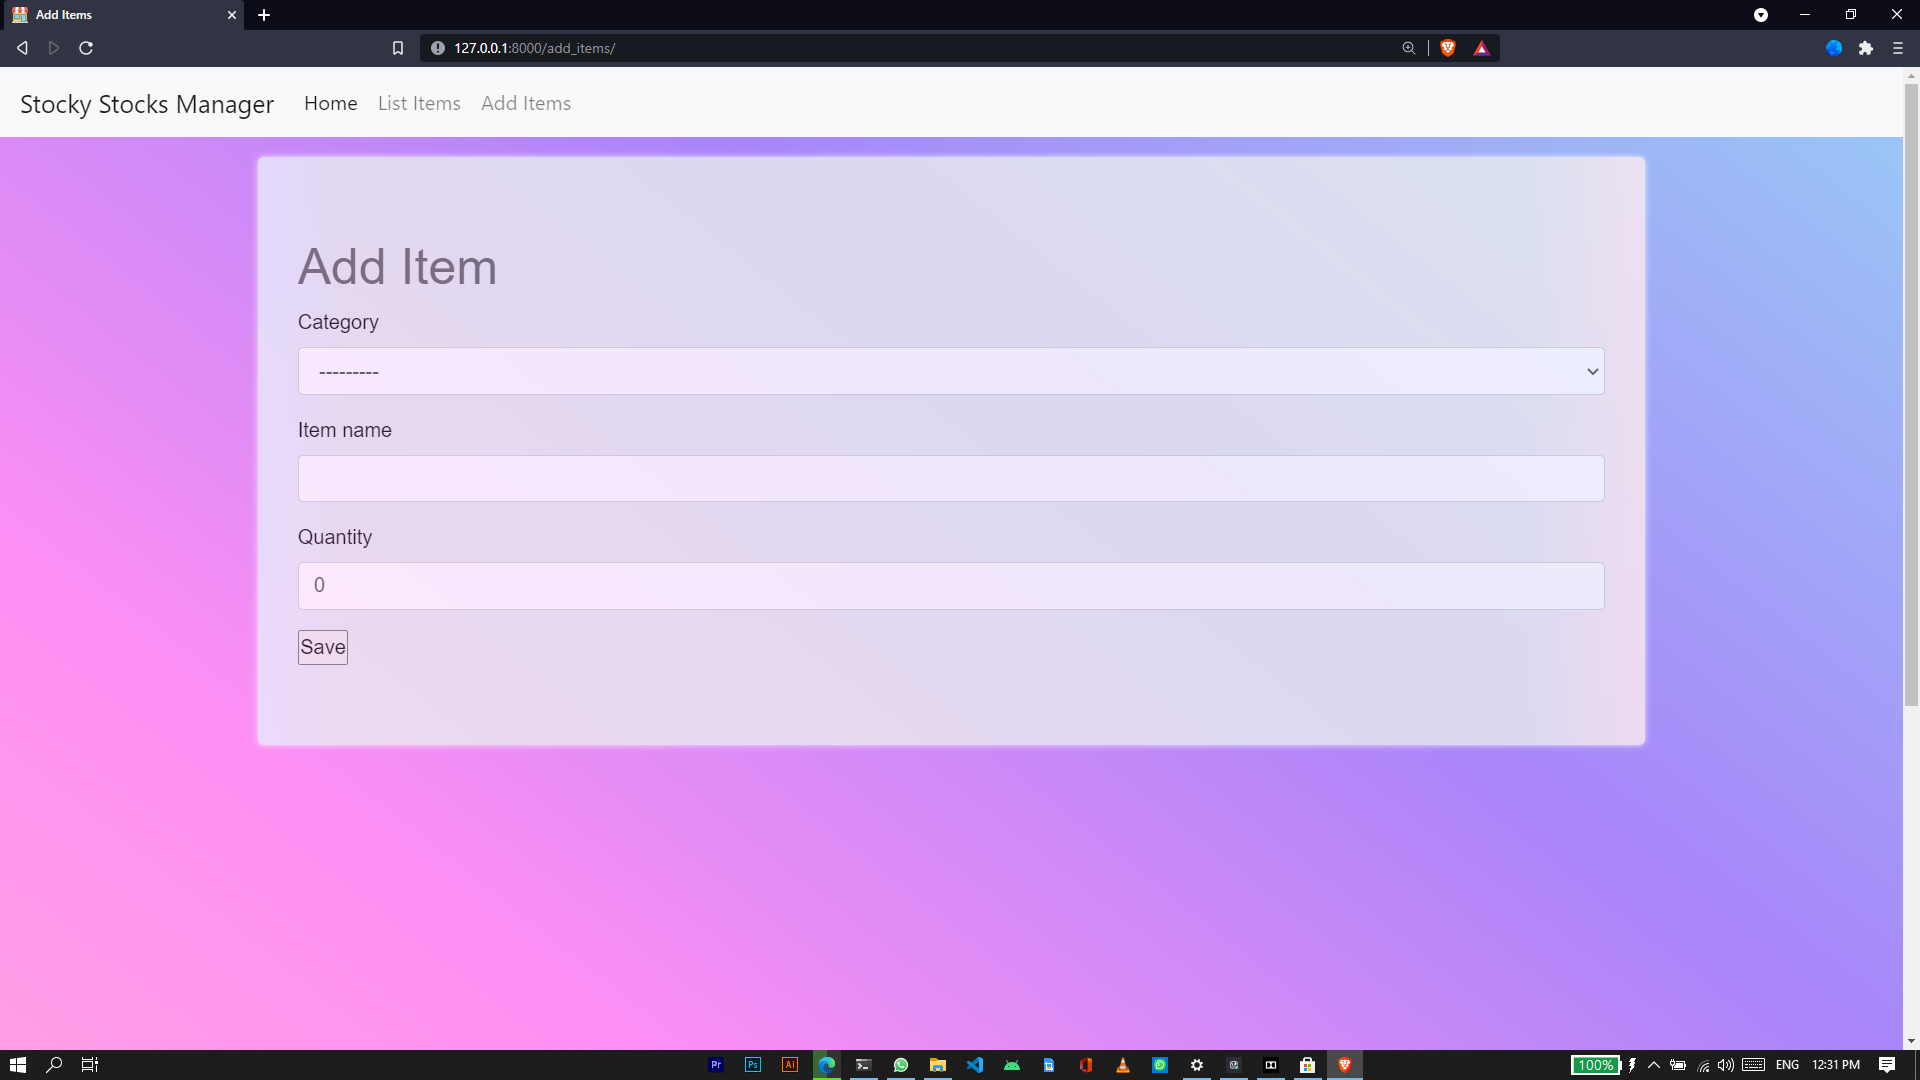 Add Items
127.0.0.1:8000/add_items/
Stocky Stocks Manager Home List Items Add Items
Add Item
Category
---------
Item name
Quantity
0
Save
Pr Ps Ai 100% ENG 12:31 PM